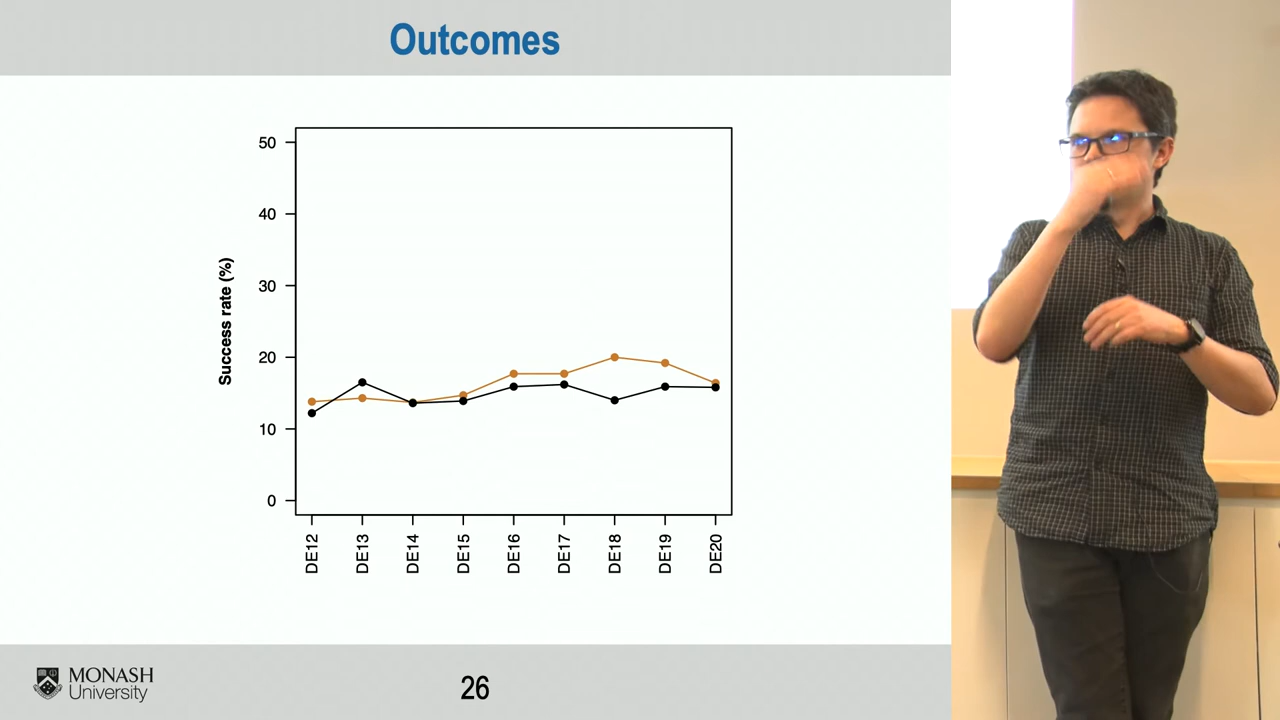 Outcomes
50
40
30
20
10
0
Success rate (%)
DE12
DE13
DE14
DE15
DE16
DE17
DE18
DE19
DE20
MONASH
University
26